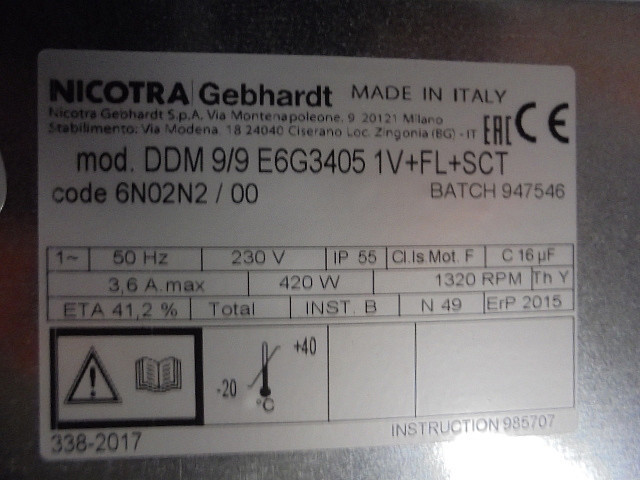 NICOTRA Gebhardt MADE IN ITALY
Nicotra Gebhardt S.p.A. Via Montenapoleone, 9 20121 Milano
Stabilimento: Via Modena, 18 24040 Ciserano Loc. Zingonia (BG) - IT EAC CE
mod. DDM 9/9 E6G3405 1V+FL+SCT
code 6N02N2 / 00 BATCH 947546
1~ 50 Hz 230 V IP 55 Cl.Is.Mot. F C 16 µF
3,6 A.max 420 W 1320 RPM Th Y
ETA 41,2 % Total INST. B N 49 ErP 2015
-20 +40
°C
338-2017 INSTRUCTION 985707